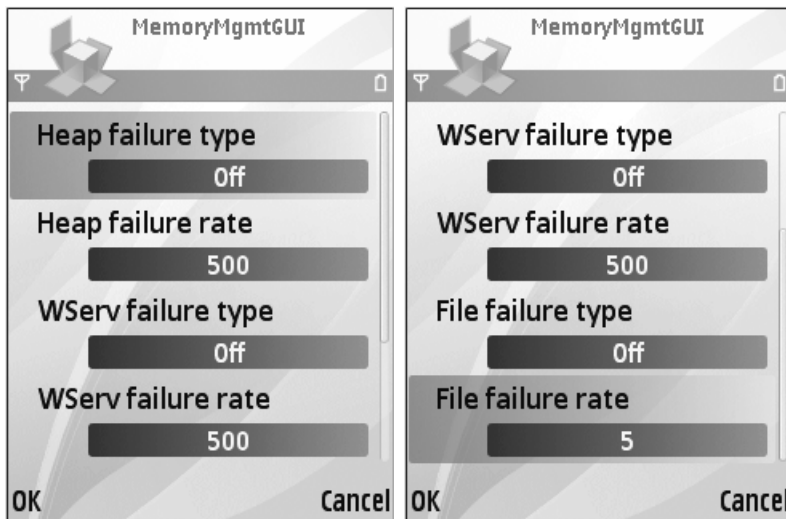 MemoryMgmtGUI
Heap failure type
Off
Heap failure rate
500
WServ failure type
Off
WServ failure rate
500
OK Cancel
MemoryMgmtGUI
WServ failure type
Off
WServ failure rate
500
File failure type
Off
File failure rate
5
OK Cancel